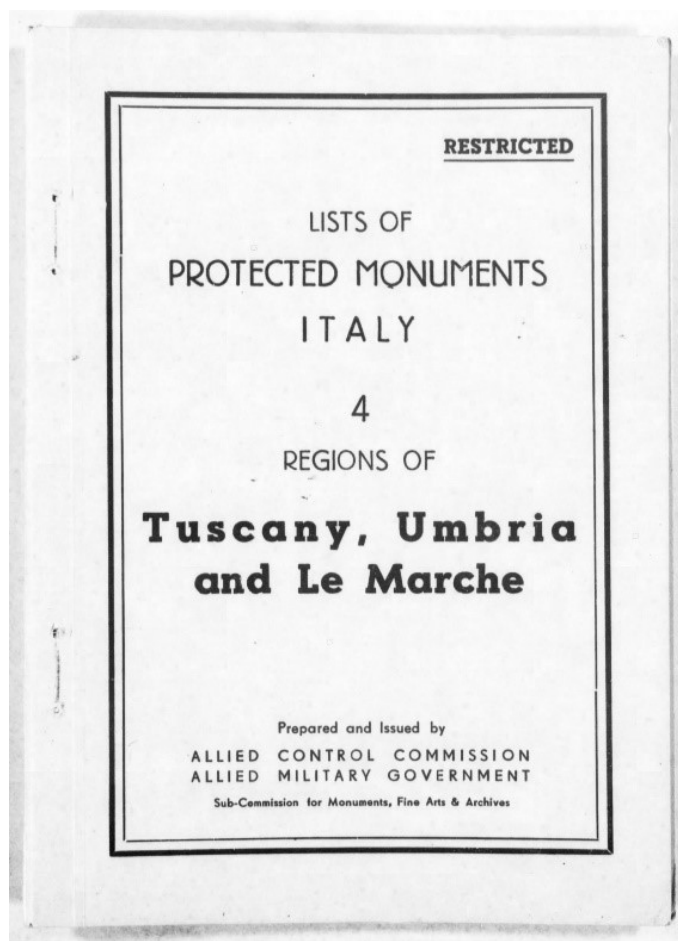 RESTRICTED
LISTS OF
PROTECTED MONUMENTS
ITALY
4
REGIONS OF
Tuscany, Umbria
and Le Marche
Prepared and Issued by
ALLIED CONTROL COMMISSION
ALLIED MILITARY GOVERNMENT
Sub-Commission for Monuments, Fine Arts & Archives